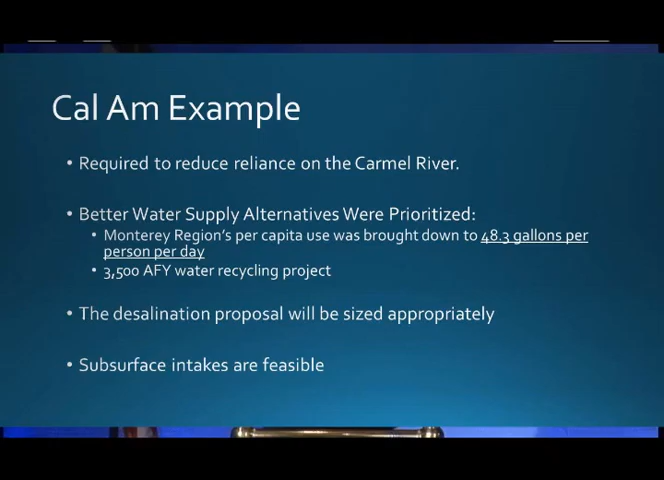 Cal Am Example
• Required to reduce reliance on the Carmel River.
• Better Water Supply Alternatives Were Prioritized:
• Monterey Region's per capita use was brought down to 48.3 gallons per
person per day
• 3,500 AFY water recycling project
• The desalination proposal will be sized appropriately
• Subsurface intakes are feasible